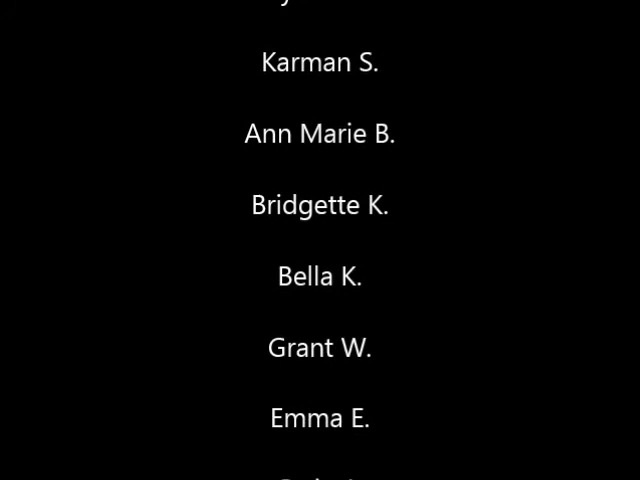 Karman S.
Ann Marie B.
Bridgette K.
Bella K.
Grant W.
Emma E.